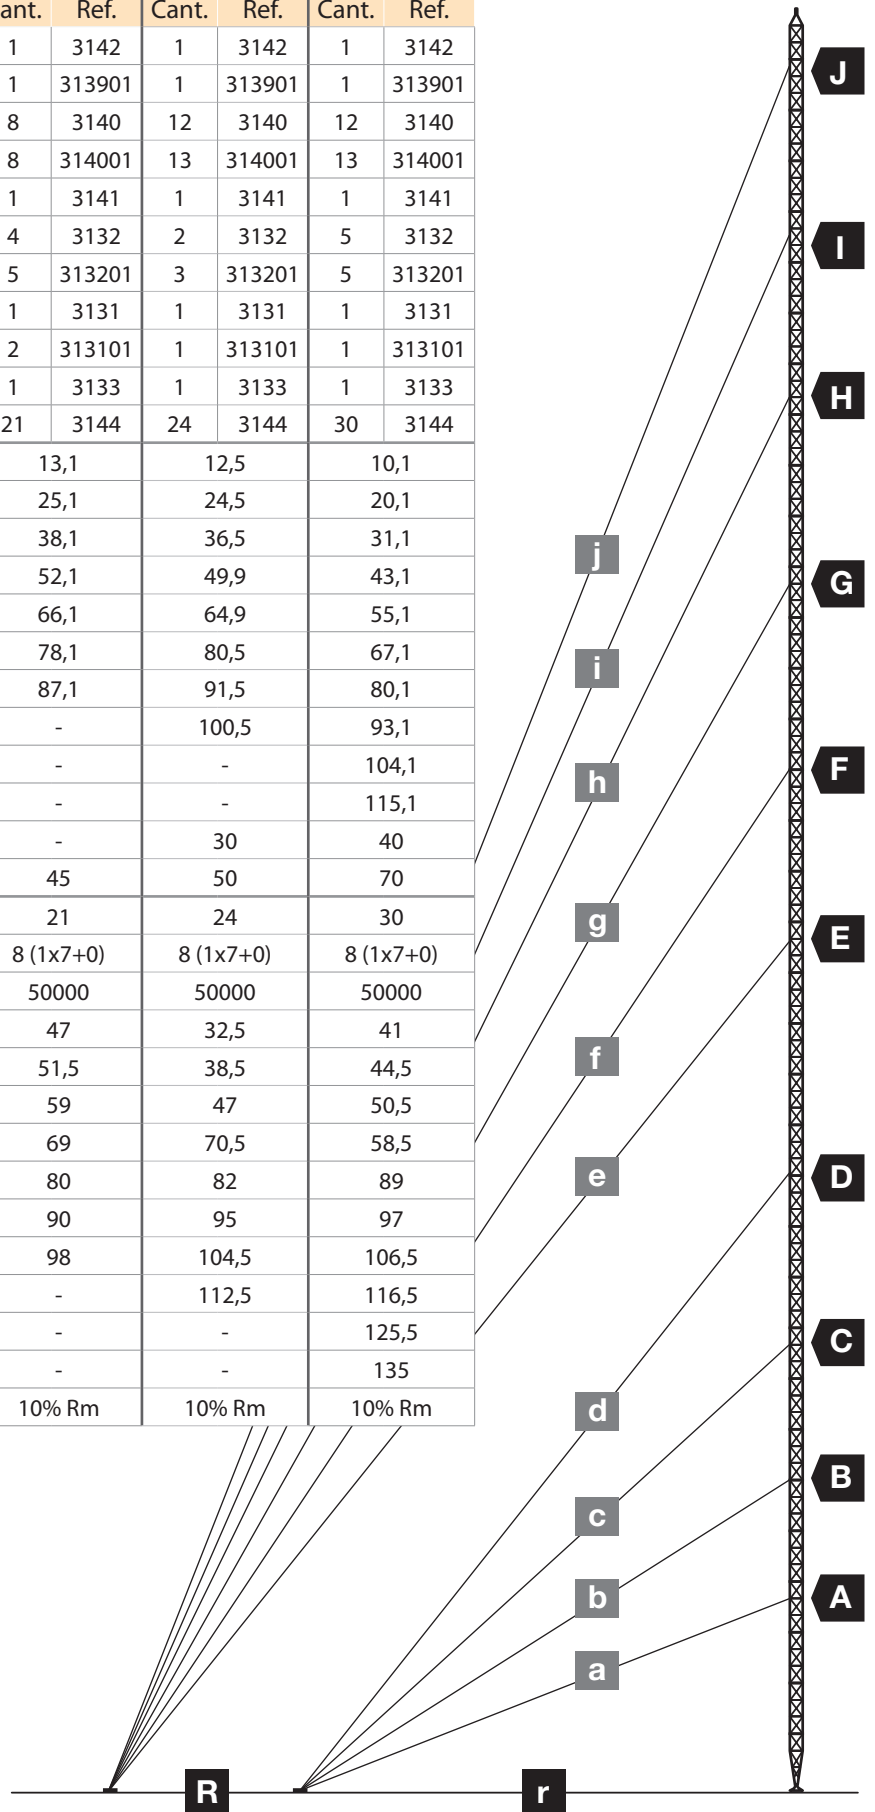 ant. Ref. Cant. Ref. Cant. Ref.
1 3142 1 3142 1 3142
1 313901 1 313901 1 313901
8 3140 12 3140 12 3140
8 314001 13 314001 13 314001
1 3141 1 3141 1 3141
4 3132 2 3132 5 3132
5 313201 3 313201 5 313201
1 3131 1 3131 1 3131
2 313101 1 313101 1 313101
1 3133 1 3133 1 3133
21 3144 24 3144 30 3144
13,1 12,5 10,1
25,1 24,5 20,1
38,1 36,5 31,1
52,1 49,9 43,1
66,1 64,9 55,1
78,1 80,5 67,1
87,1 91,5 80,1
- 100,5 93,1
- - 104,1
- - 115,1
- 30 40
45 50 70
21 24 30
8 (1x7+0) 8 (1x7+0) 8 (1x7+0)
50000 50000 50000
47 32,5 41
51,5 38,5 44,5
59 47 50,5
69 70,5 58,5
80 82 89
90 95 97
98 104,5 106,5
- 112,5 116,5
- - 125,5
- - 135
10% Rm 10% Rm 10% Rm
J
I
H
G
F
E
D
C
B
A
j
i
h
g
f
e
d
c
b
a
R
r